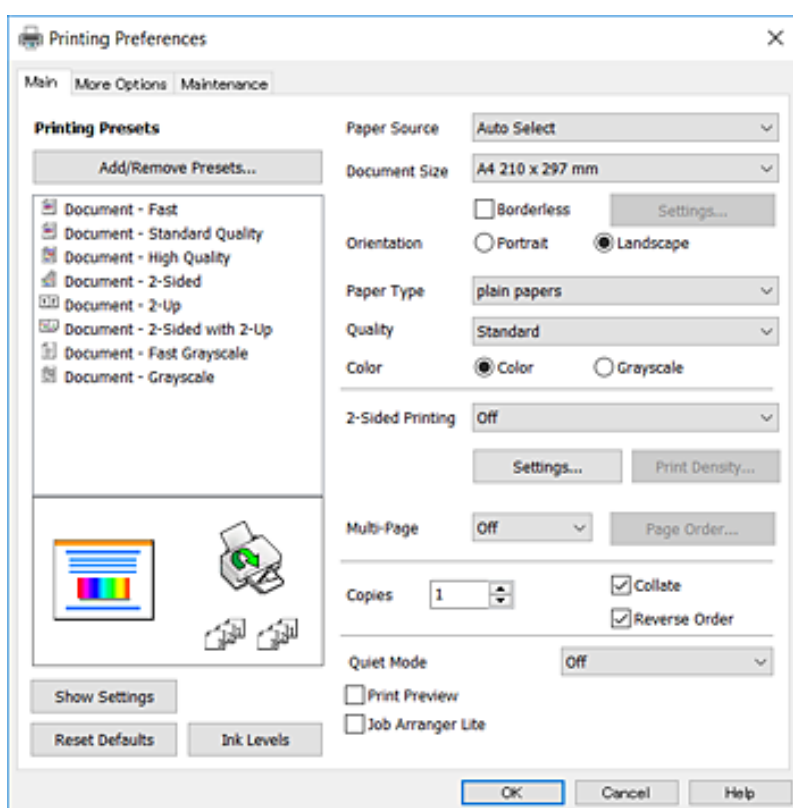 Printing Preferences
Main More Options Maintenance
Printing Presets
Add/Remove Presets...
Document - Fast
Document - Standard Quality
Document - High Quality
Document - 2-Sided
Document - 2-Up
Document - 2-Sided with 2-Up
Document - Fast Grayscale
Document - Grayscale
Show Settings
Reset Defaults Ink Levels
Paper Source Auto Select
Document Size A4 210 x 297 mm
Borderless Settings...
Orientation Portrait Landscape
Paper Type plain papers
Quality Standard
Color Color Grayscale
2-Sided Printing Off
Settings... Print Density...
Multi-Page Off Page Order...
Copies 1 Collate
Reverse Order
Quiet Mode Off
Print Preview
Job Arranger Lite
OK Cancel Help